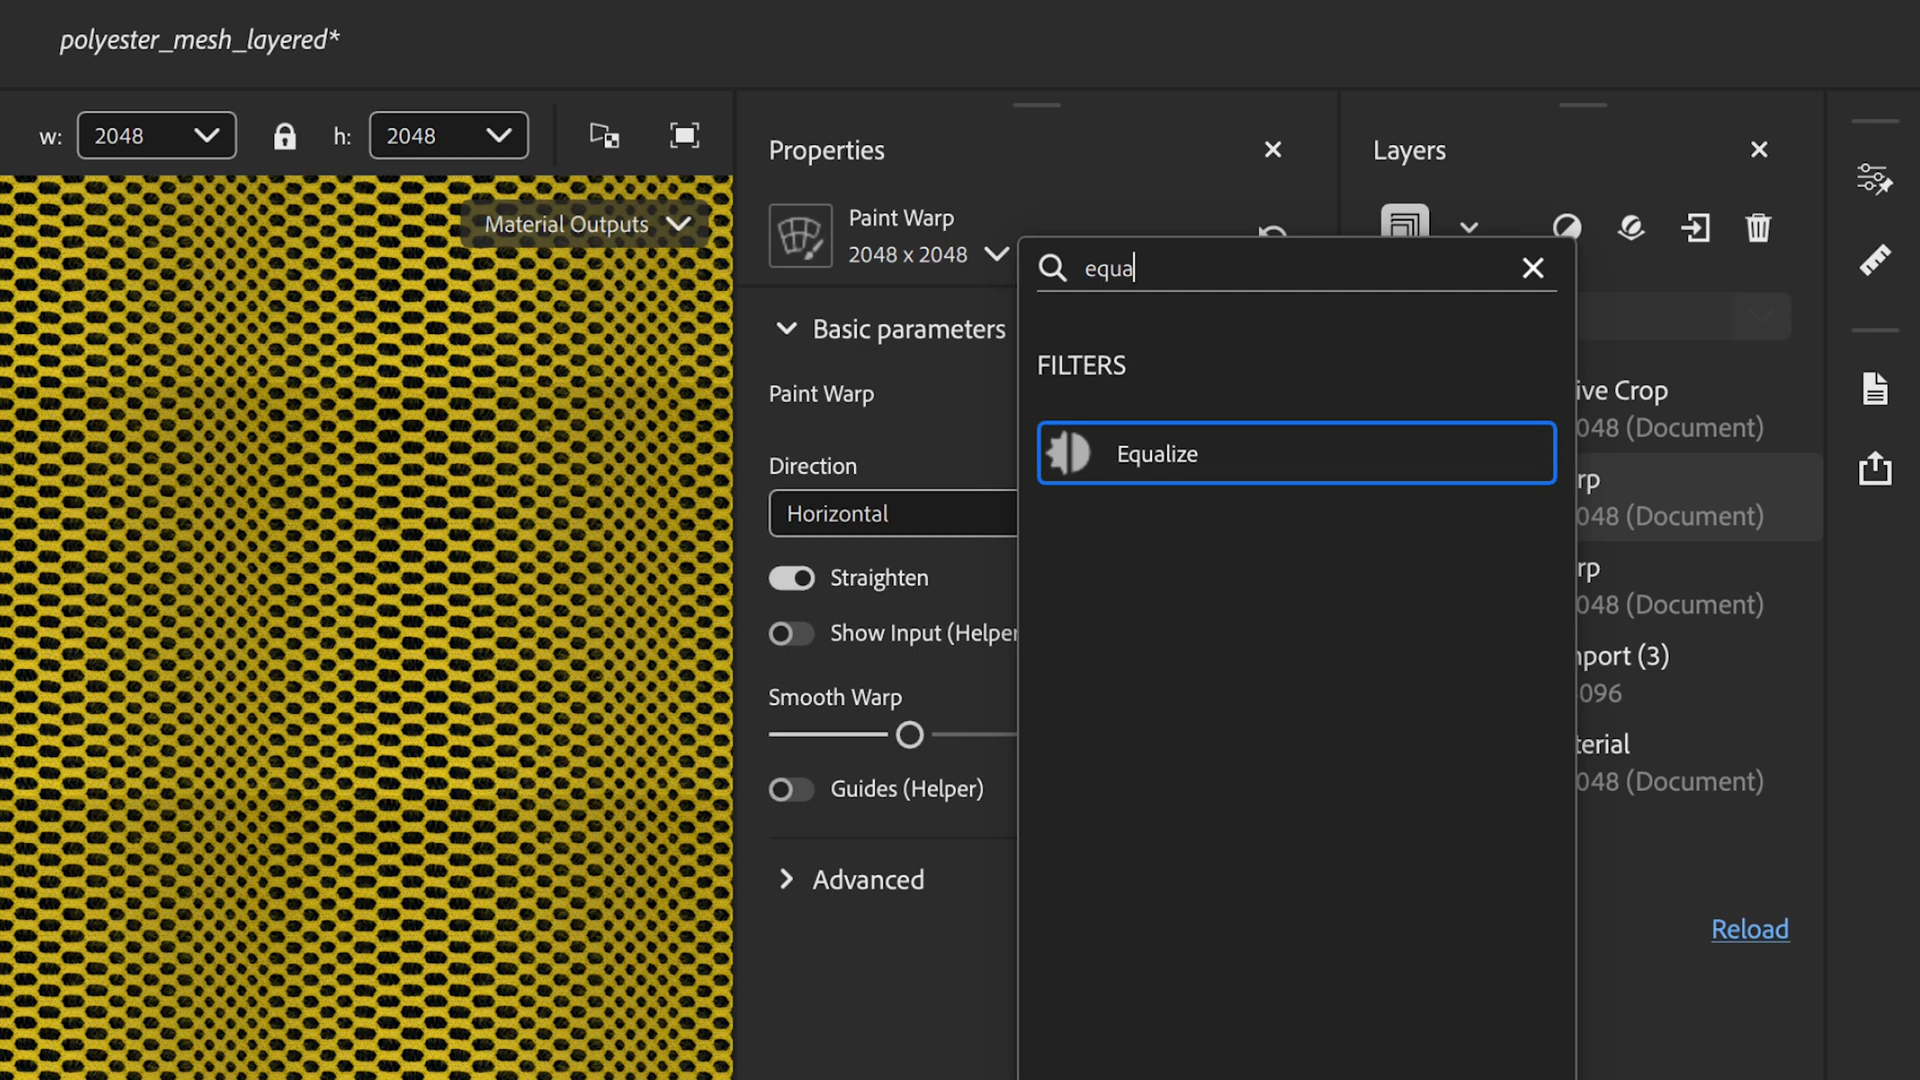 polyester_mesh_layered*
w: 2048 h: 2048
Material Outputs
Properties
Paint Warp
2048 x 2048
Basic parameters
Paint Warp
Direction
Horizontal
Straighten
Show Input (Helper
Smooth Warp
Guides (Helper)
Advanced
equa
FILTERS
Equalize
Layers
ive Crop
048 (Document)
rp
048 (Document)
rp
048 (Document)
mport (3)
096
terial
048 (Document)
Reload